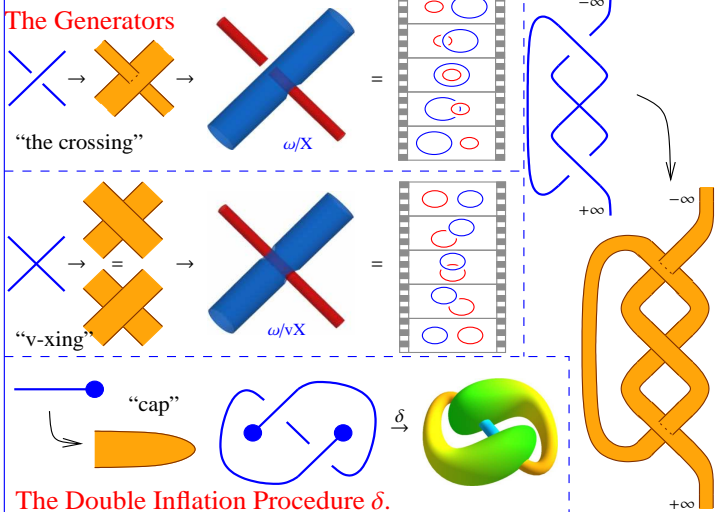 The Generators
−∞
→ → =
“the crossing”
ω/X
+∞
−∞
→ = → =
“v-xing”
ω/vX
“cap”
δ
→
The Double Inflation Procedure δ.
+∞